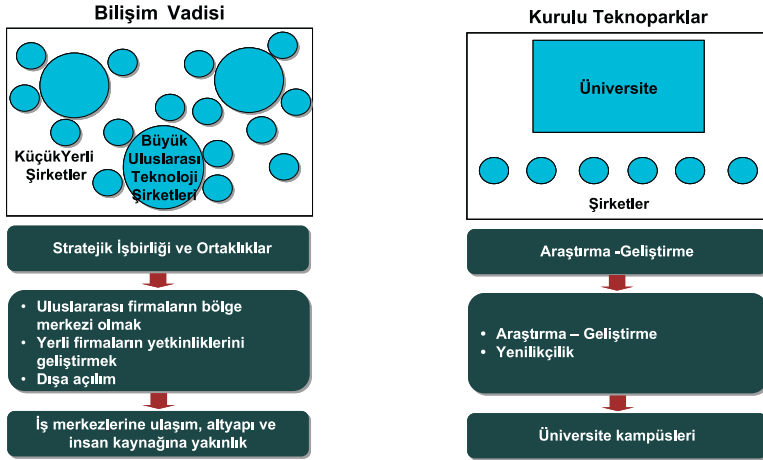 Bilişim Vadisi
KüçükYerli
Şirketler
Büyük
Uluslarası
Teknoloji
Şirketleri
Stratejik İşbirliği ve Ortaklıklar
• Uluslararası firmaların bölge
merkezi olmak
• Yerli firmaların yetkinliklerini
geliştirmek
• Dışa açılım
İş merkezlerine ulaşım, altyapı ve
insan kaynağına yakınlık
Kurulu Teknoparklar
Üniversite
Şirketler
Araştırma -Geliştirme
• Araştırma – Geliştirme
• Yenilikçilik
Üniversite kampüsleri